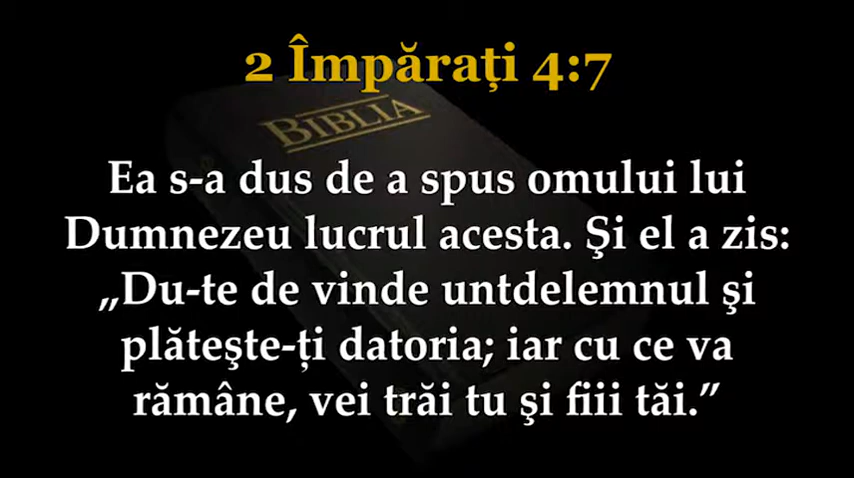 2 Împărați 4:7
BIBLIA
Ea s-a dus de a spus omului lui
Dumnezeu lucrul acesta. Şi el a zis:
„Du-te de vinde untdelemnul şi
plăteşte-ți datoria; iar cu ce va
rămâne, vei trăi tu şi fiii tăi.”